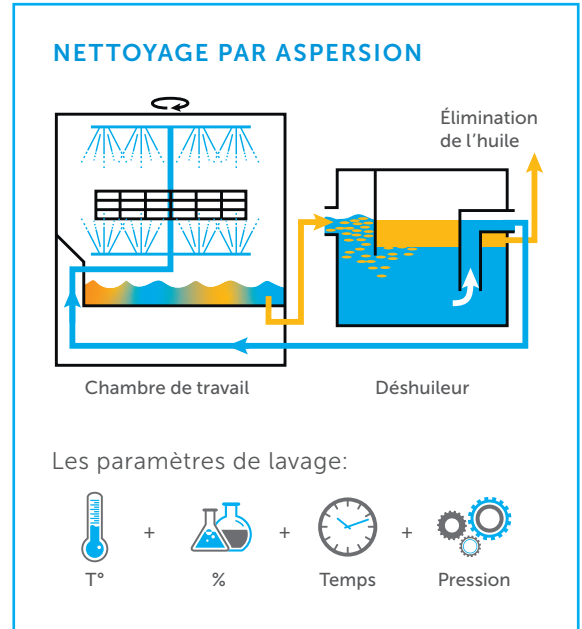 NETTOYAGE PAR ASPERSION
Élimination
de l'huile
Chambre de travail
Déshuileur
Les paramètres de lavage:
+
+
+
T°
%
Temps
Pression